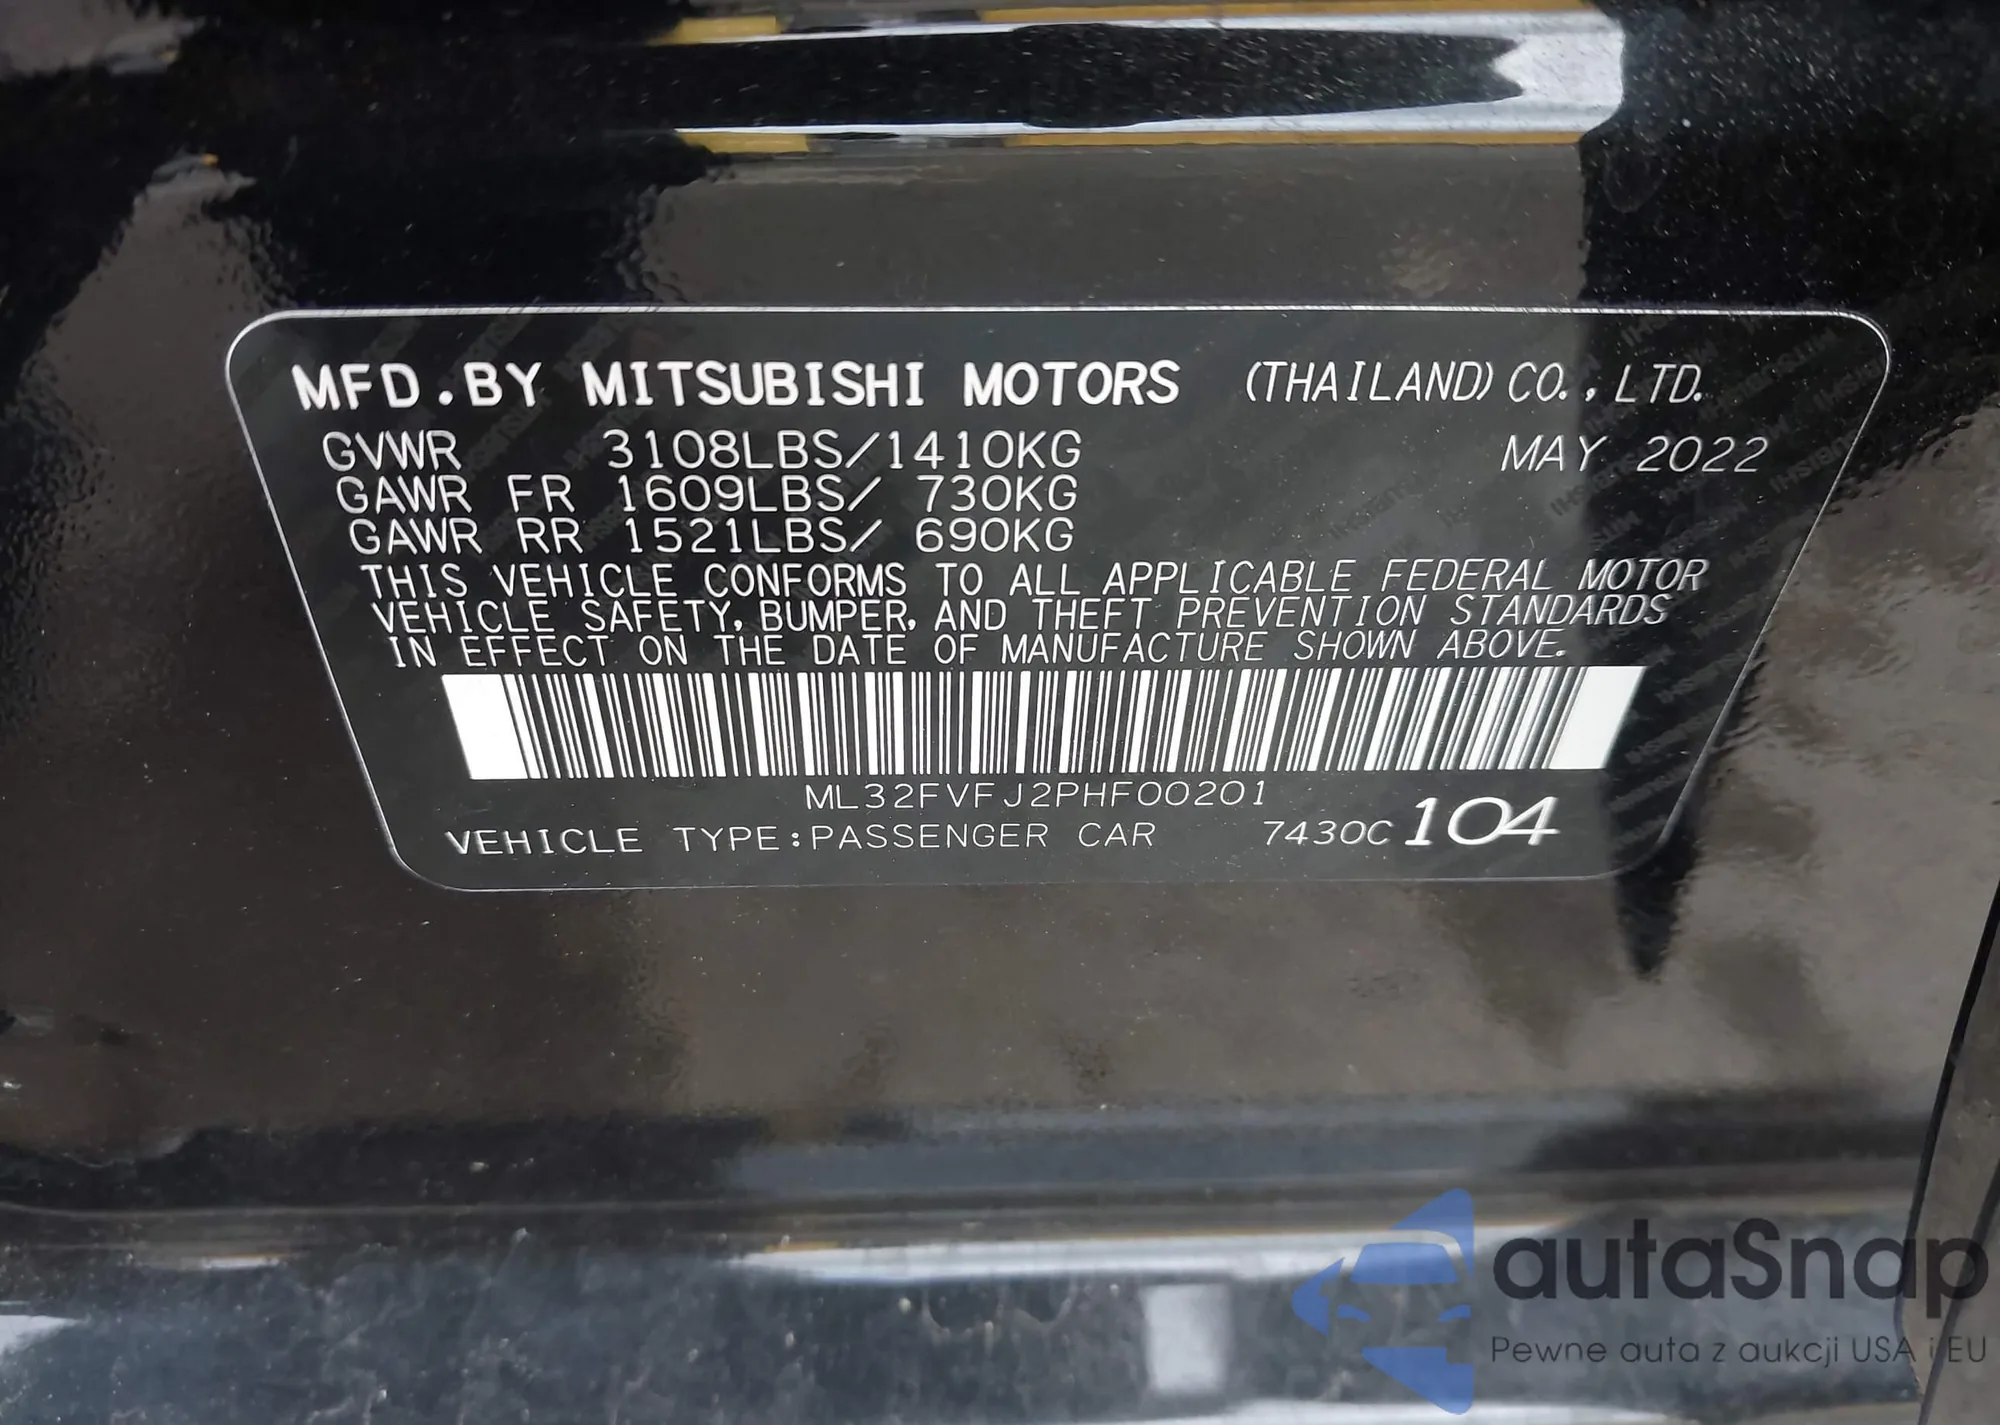 MFD.BY MITSUBISHI MOTORS (THAILAND) CO., LTD.
GVWR 3108LBS/1410KG MAY 2022
GAWR FR 1609LBS/ 730KG
GAWR RR 1521LBS/ 690KG
THIS VEHICLE CONFORMS TO ALL APPLICABLE FEDERAL MOTOR
VEHICLE SAFETY, BUMPER, AND THEFT PREVENTION STANDARDS
IN EFFECT ON THE DATE OF MANUFACTURE SHOWN ABOVE.
ML32FVFJ2PHF00201
VEHICLE TYPE:PASSENGER CAR 7430C 104
autaSnap
Pewne auta z aukcji USA i EU